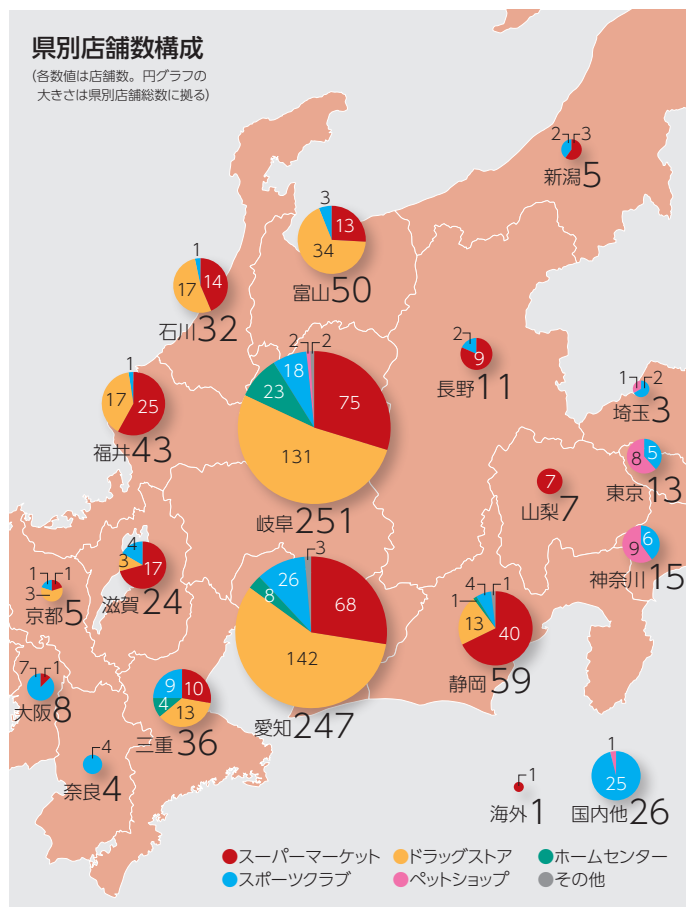 県別店舗数構成
(各数値は店舗数。円グラフの
大きさは県別店舗総数に拠る)
2 3
新潟5
3
13
34
富山50
1
14
17
石川32
2
9
長野11
1
17
25
福井43
2 2
18
23
75
131
岐阜251
1 2
埼玉3
5
8
東京13
7
山梨7
6
9
神奈川15
4
3
17
滋賀24
1 1
3
京都5
3
26
8
68
142
愛知247
4 1
1
13
40
静岡59
7 1
大阪8
9
10
4
13
三重36
4
奈良4
1
海外1
1
25
国内他26
スーパーマーケット ドラッグストア ホームセンター
スポーツクラブ ペットショップ その他